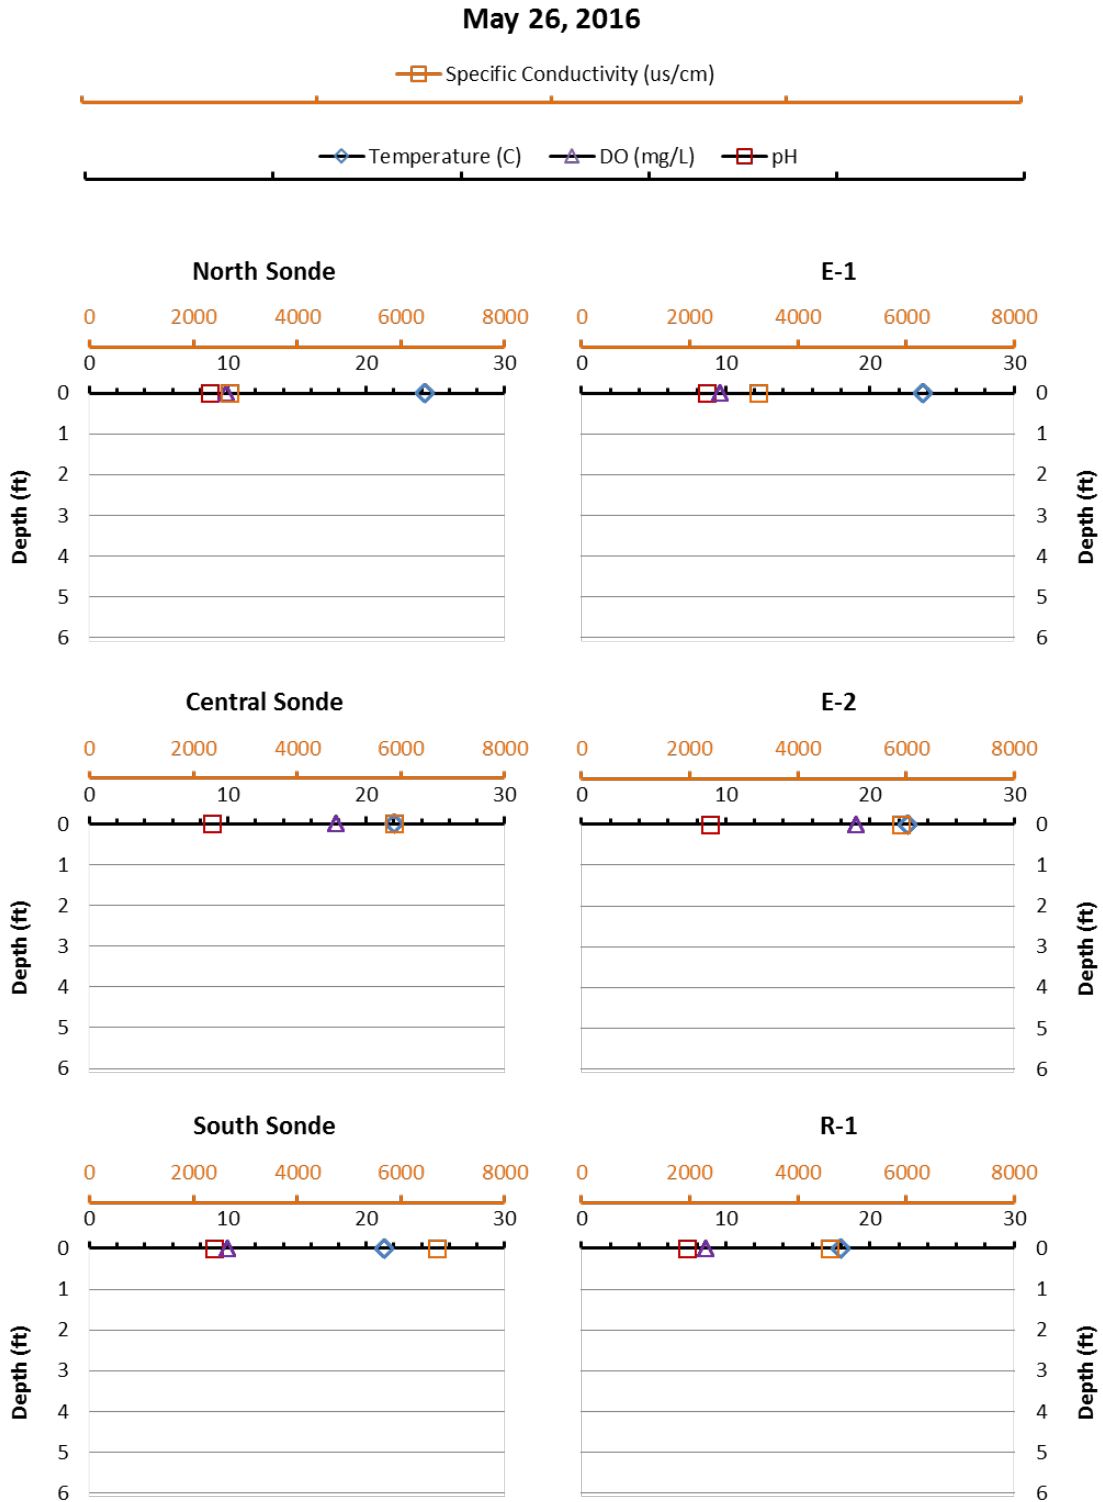 May 26, 2016
Specific Conductivity (us/cm)
Temperature (C) DO (mg/L) pH
North Sonde
0 2000 4000 6000 8000
0 10 20 30
0
1
2
3
4
5
6
Depth (ft)
E-1
0 2000 4000 6000 8000
0 10 20 30
0
1
2
3
4
5
6
Depth (ft)
Central Sonde
0 2000 4000 6000 8000
0 10 20 30
0
1
2
3
4
5
6
Depth (ft)
E-2
0 2000 4000 6000 8000
0 10 20 30
0
1
2
3
4
5
6
Depth (ft)
South Sonde
0 2000 4000 6000 8000
0 10 20 30
0
1
2
3
4
5
6
Depth (ft)
R-1
0 2000 4000 6000 8000
0 10 20 30
0
1
2
3
4
5
6
Depth (ft)